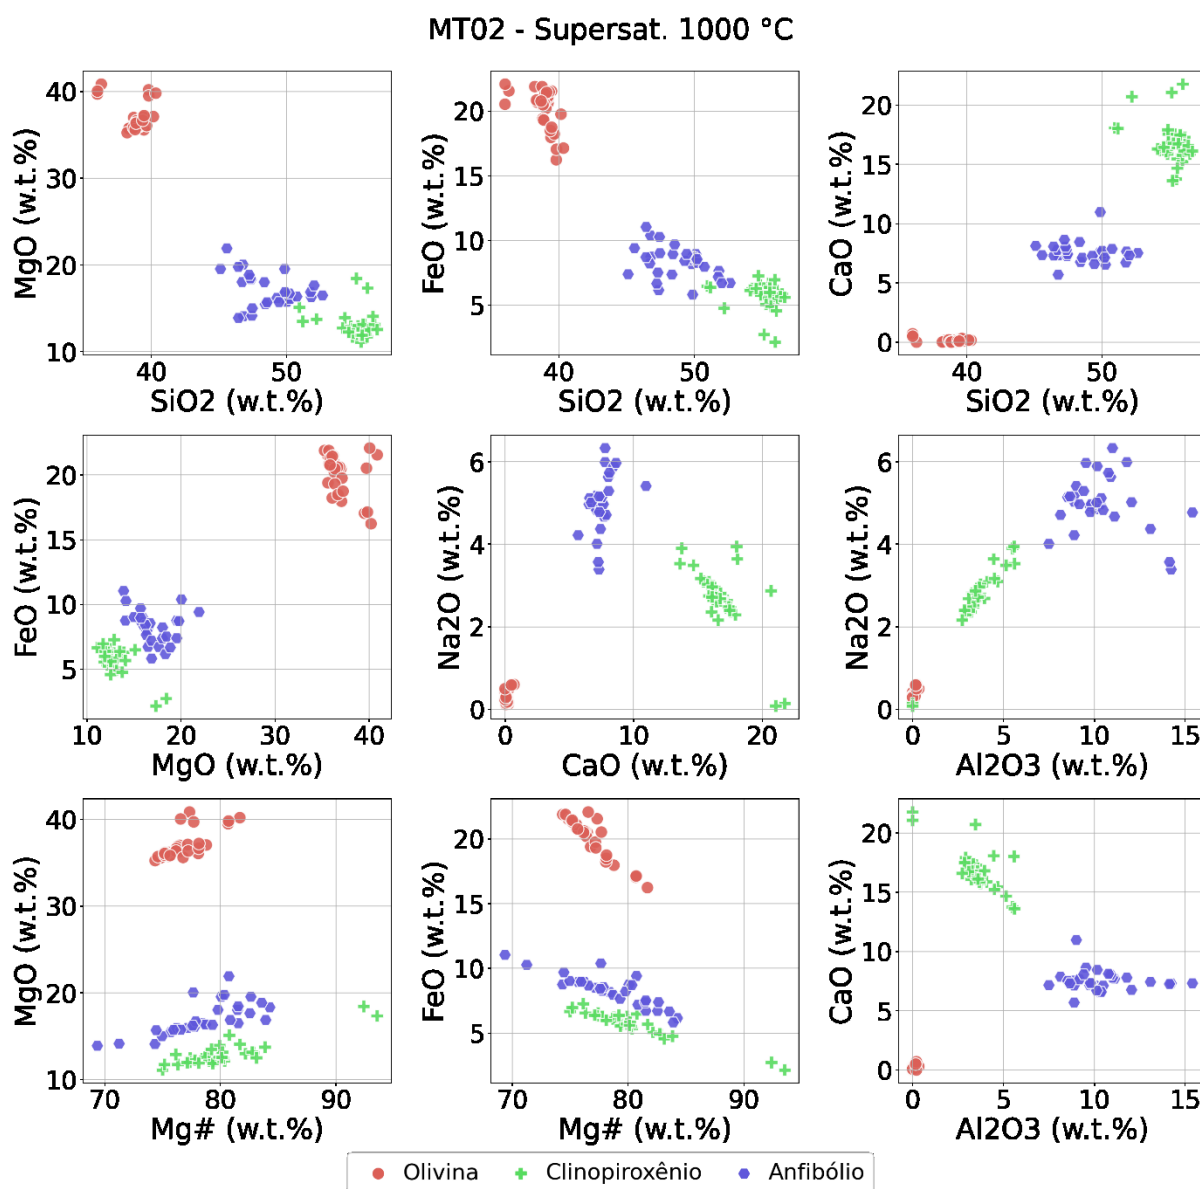 MT02 - Supersat. 1000 °C
40
30
20
10
MgO (w.t.%)
40
50
SiO2 (w.t.%)
20
15
10
5
FeO (w.t.%)
40
50
SiO2 (w.t.%)
20
15
10
5
0
CaO (w.t.%)
40
50
SiO2 (w.t.%)
20
15
10
5
FeO (w.t.%)
10
20
30
40
MgO (w.t.%)
6
4
2
0
Na2O (w.t.%)
0
10
20
CaO (w.t.%)
6
4
2
0
Na2O (w.t.%)
0
5
10
15
Al2O3 (w.t.%)
40
30
20
10
MgO (w.t.%)
70
80
90
Mg# (w.t.%)
20
15
10
5
FeO (w.t.%)
70
80
90
Mg# (w.t.%)
20
15
10
5
0
CaO (w.t.%)
0
5
10
15
Al2O3 (w.t.%)
Olivina
Clinopiroxênio
Anfibólio